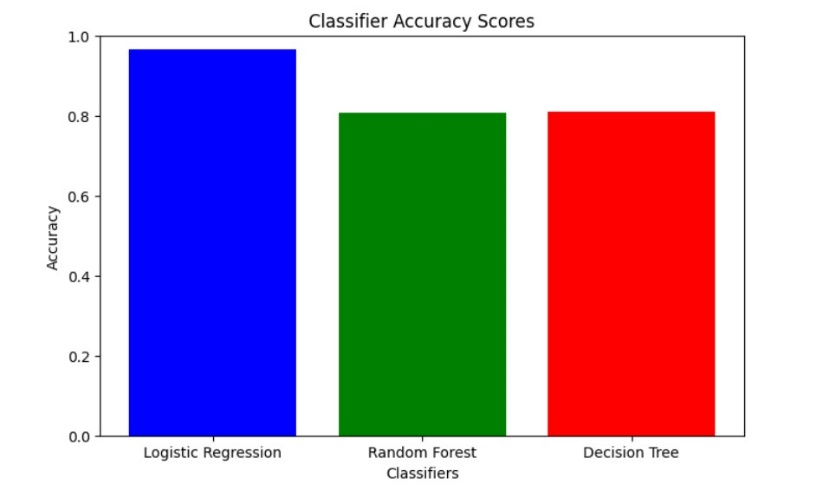 Classifier Accuracy Scores
1.0
0.8
0.6
0.4
0.2
0.0
Accuracy
Logistic Regression
Random Forest
Decision Tree
Classifiers